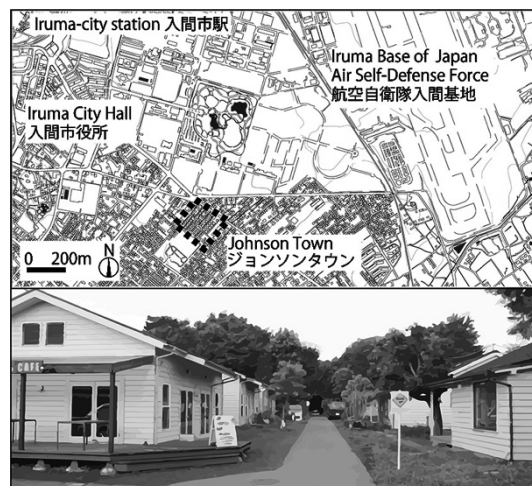 Iruma-city station 入間市駅
Iruma Base of Japan
Air Self-Defense Force
航空自衛隊入間基地
Iruma City Hall
入間市役所
Johnson Town
ジョンソンタウン
0 200m N
CAFE